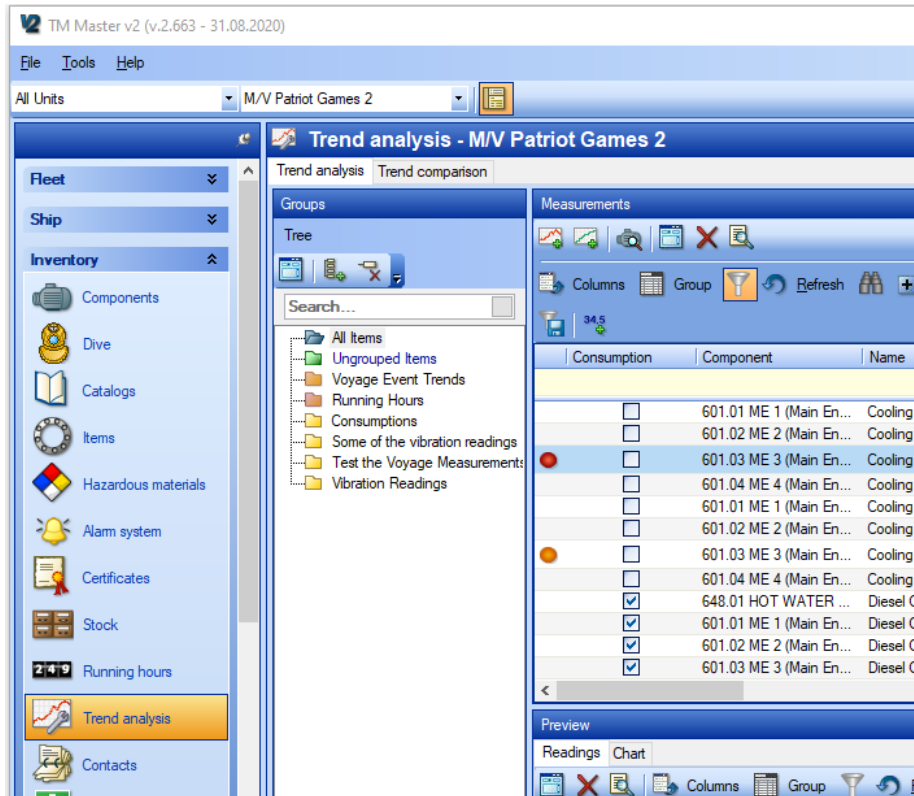 V2 TM Master v2 (v.2.663 - 31.08.2020)
File Tools Help
All Units M/V Patriot Games 2
Trend analysis - M/V Patriot Games 2
Trend analysis Trend comparison
Fleet
Ship
Inventory
Components
Dive
Catalogs
Items
Hazardous materials
Alarm system
Certificates
Stock
249 Running hours
Trend analysis
Contacts
Groups
Tree
Search...
All Items
Ungrouped Items
Voyage Event Trends
Running Hours
Consumptions
Some of the vibration readings
Test the Voyage Measurements
Vibration Readings
Measurements
Columns Group Refresh
34,5
Consumption Component Name
601.01 ME 1 (Main En... Cooling
601.02 ME 2 (Main En... Cooling
601.03 ME 3 (Main En... Cooling
601.04 ME 4 (Main En... Cooling
601.01 ME 1 (Main En... Cooling
601.02 ME 2 (Main En... Cooling
601.03 ME 3 (Main En... Cooling
601.04 ME 4 (Main En... Cooling
648.01 HOT WATER ... Diesel
601.01 ME 1 (Main En... Diesel
601.02 ME 2 (Main En... Diesel
601.03 ME 3 (Main En... Diesel
Preview
Readings Chart
Columns Group